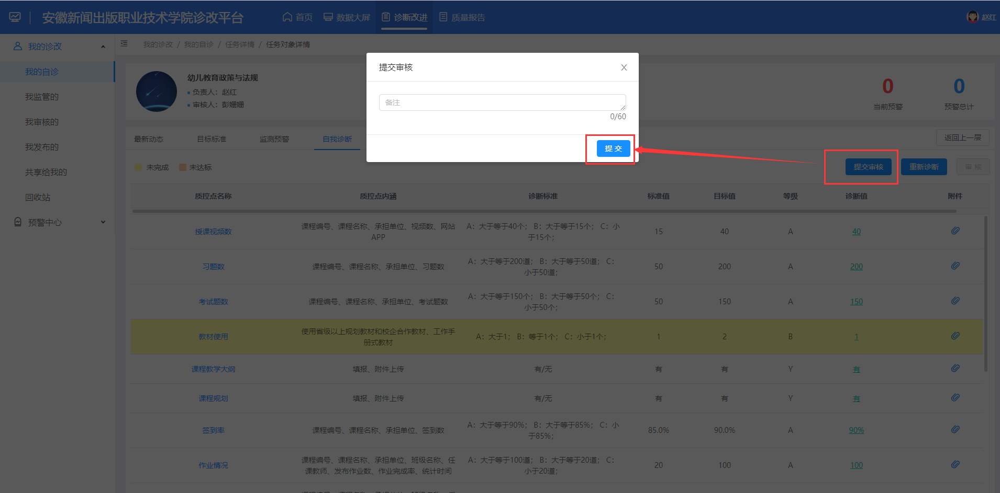 安徽新闻出版职业技术学院诊改平台
首页
数据大屏
诊断改进
质量报告
赵红
我的诊改
我的自诊
我监管的
我审核的
我发布的
共享给我的
回收站
预警中心
我的诊改 / 我的自诊 / 任务详情 / 任务对象详情
幼儿教育政策与法规
负责人：赵红
审核人：彭姗姗
0
当前预警
0
预警总计
提交审核
备注
0/60
提 交
最新动态
目标标准
监测预警
自我诊断
返回上一层
未完成
未达标
提交审核
重新诊断
审 核
质控点名称 质控点内涵 诊断标准 标准值 目标值 等级 诊断值 附件
授课视频数
课程编号、课程名称、承担单位、视频数、网站
APP
A：大于等于40个； B：大于等于15个； C：小
于15个；
15 40 A 40
习题数
课程编号、课程名称、承担单位、习题数
A：大于等于200道； B：大于等于50道； C：
小于50道；
50 200 A 200
考试题数
课程编号、课程名称、承担单位、考试题数
A：大于等于150个； B：大于等于50个； C：
小于50个；
50 150 A 150
教材使用
使用省级以上规划教材和校企合作教材、工作手
册式教材
A：大于1； B：等于1个； C：小于1个；
1 2 B 1
课程教学大纲 填报、附件上传 有/无 有 有 Y 有
课程规划 填报、附件上传 有/无 有 有 Y 有
签到率
课程编号、课程名称、承担单位、签到数
A：大于等于90%； B：大于等于85%； C：小
于85%；
85.0% 90.0% A 90%
作业情况
课程编号、课程名称、承担单位、班级名称、任
课教师、发布作业数、作业完成率、统计时间
A：大于等于100道； B：大于等于20道； C：
小于20道；
20 100 A 100